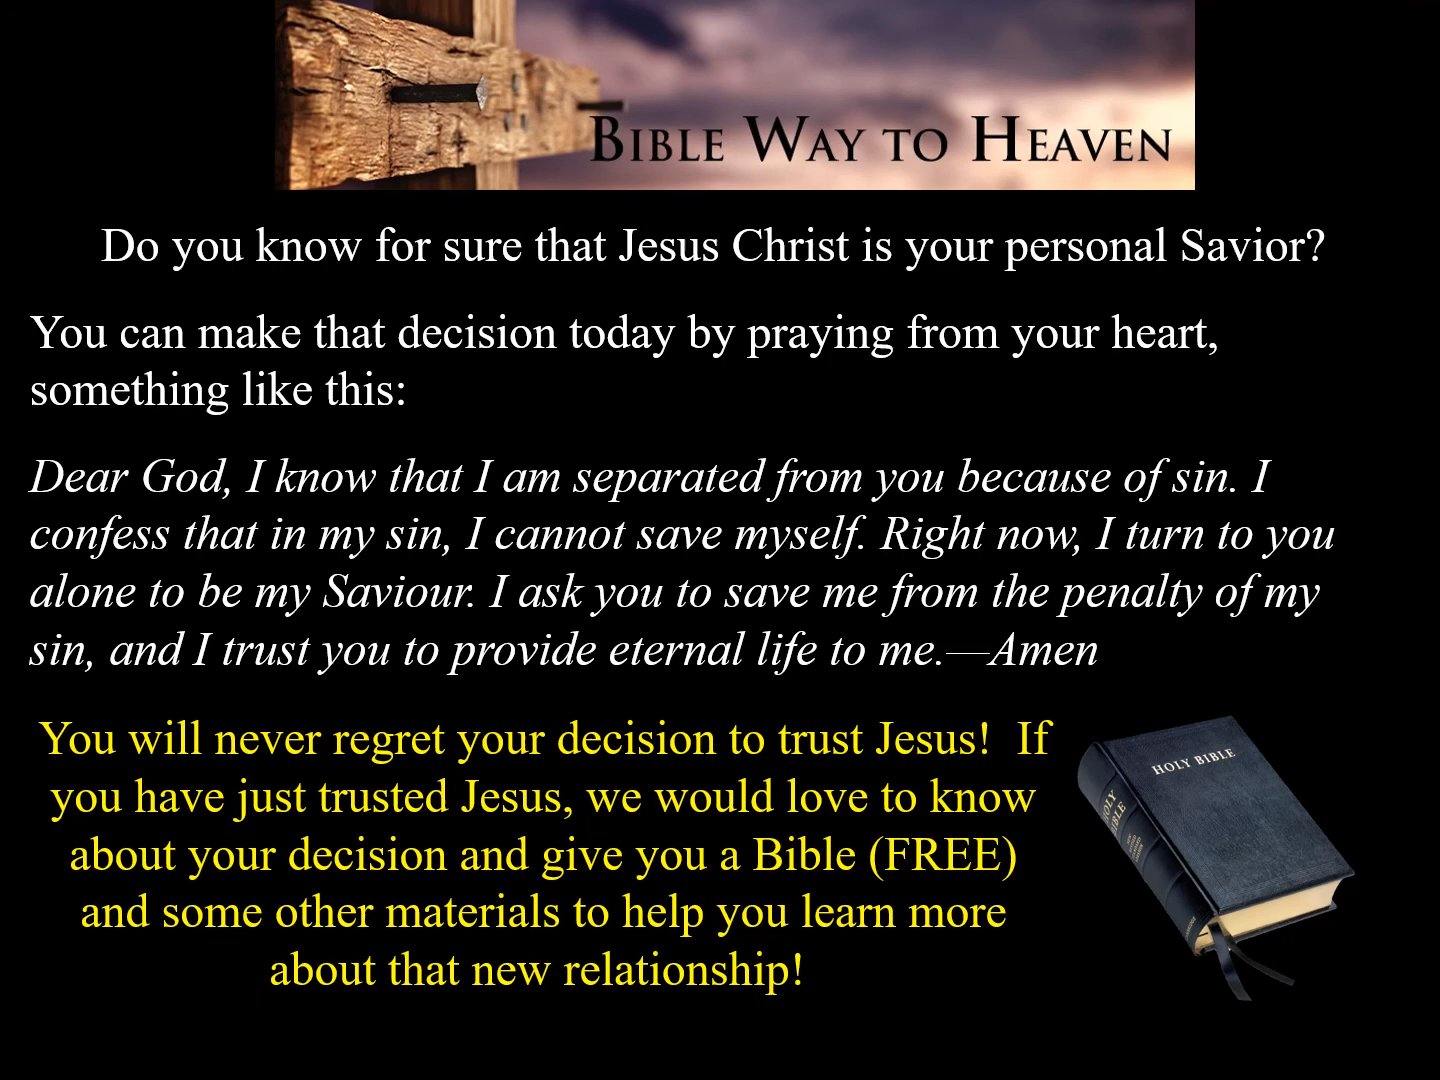 BIBLE WAY TO HEAVEN
Do you know for sure that Jesus Christ is your personal Savior?
You can make that decision today by praying from your heart,
something like this:
Dear God, I know that I am separated from you because of sin. I
confess that in my sin, I cannot save myself. Right now, I turn to you
alone to be my Saviour. I ask you to save me from the penalty of my
sin, and I trust you to provide eternal life to me.—Amen
You will never regret your decision to trust Jesus!  If
you have just trusted Jesus, we would love to know
about your decision and give you a Bible (FREE)
and some other materials to help you learn more
about that new relationship!
HOLY BIBLE
HOLY
BIBLE